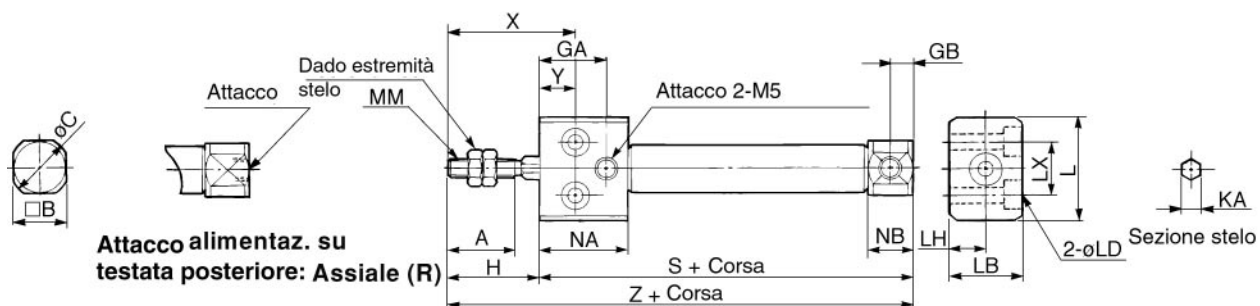 X
GA
GB
Y
Dado estremità
stelo
Attacco
MM
Attacco 2-M5
øC
□B
A
NA
NB
H
S + Corsa
Z + Corsa
LH
LB
LX
L
2-øLD
KA
Sezione stelo
Attacco alimentaz. su
testata posteriore: Assiale (R)